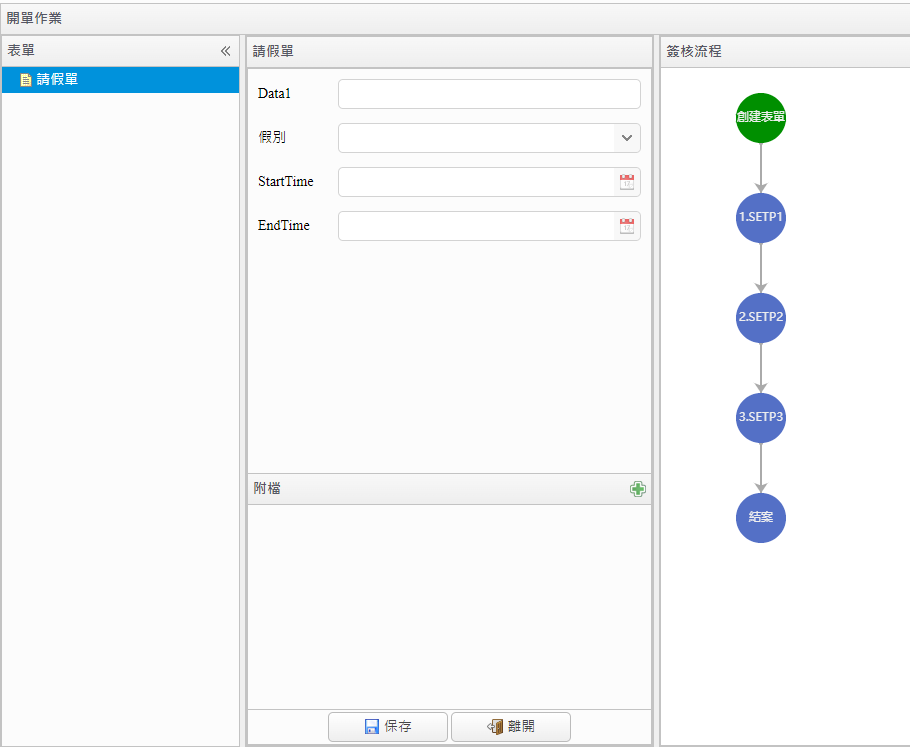 開單作業
表單
請假單
請假單
Data1
假別
StartTime
EndTime
附檔
保存
離開
簽核流程
創建表單
1.SETP1
2.SETP2
3.SETP3
結案